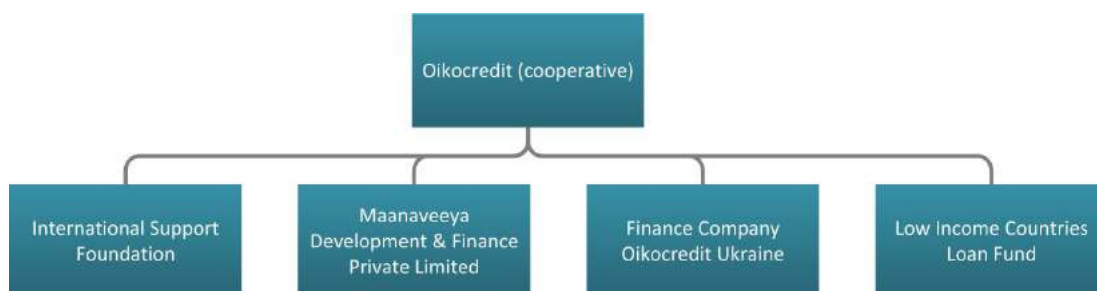 Oikocredit (cooperative)
International Support
Foundation
Maanaveeya
Development & Finance
Private Limited
Finance Company
Oikocredit Ukraine
Low Income Countries
Loan Fund